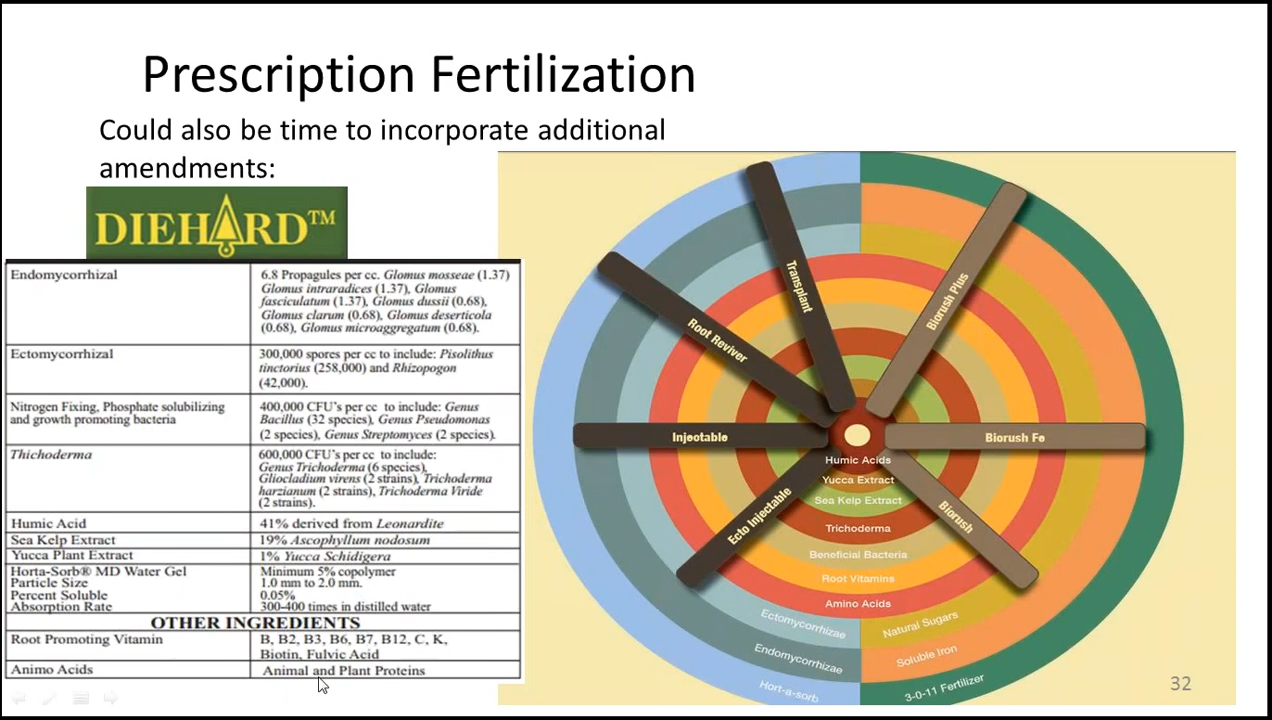 Prescription Fertilization
Could also be time to incorporate additional
amendments:
DIEHARD™
Endomycorrhizal
6.8 Propagules per cc. Glomus mosseae (1.37)
Glomus intraradices (1.37), Glomus
fasciculatum (1.37), Glomus dussii (0.68),
Glomus clarum (0.68), Glomus deserticola
(0.68), Glomus microaggregatum (0.68).
Ectomycorrhizal
300,000 spores per cc to include: Pisolithus
tinctorius (258,000) and Rhizopogon
(42,000).
Nitrogen Fixing, Phosphate solubilizing
and growth promoting bacteria
400,000 CFU's per cc to include: Genus
Bacillus (32 species), Genus Pseudomonas
(2 species), Genus Streptomyces (2 species).
Thichoderma
600,000 CFU's per cc to include:
Genus Trichoderma (6 species),
Gliocladium virens (2 strains), Trichoderma
harzianum (2 strains), Trichoderma Viride
(2 strains).
Humic Acid
41% derived from Leonardite
Sea Kelp Extract
19% Ascophyllum nodosum
Yucca Plant Extract
1% Yucca Schidigera
Horta-Sorb® MD Water Gel
Minimum 5% copolymer
Particle Size
1.0 mm to 2.0 mm.
Percent Soluble
0.05%
Absorption Rate
300-400 times in distilled water
OTHER INGREDIENTS
Root Promoting Vitamin
B, B2, B3, B6, B7, B12, C, K,
Biotin, Fulvic Acid
Animo Acids
Animal and Plant Proteins
Transplant
Biorush Plus
Root Reviver
Injectable
Biorush Fe
Ecto Injectable
Biorush
Humic Acids
Yucca Extract
Sea Kelp Extract
Trichoderma
Beneficial Bacteria
Root Vitamins
Amino Acids
Ectomycorrhizae
Natural Sugars
Endomycorrhizae
Soluble Iron
Hort-a-sorb
3-0-11 Fertilizer
32